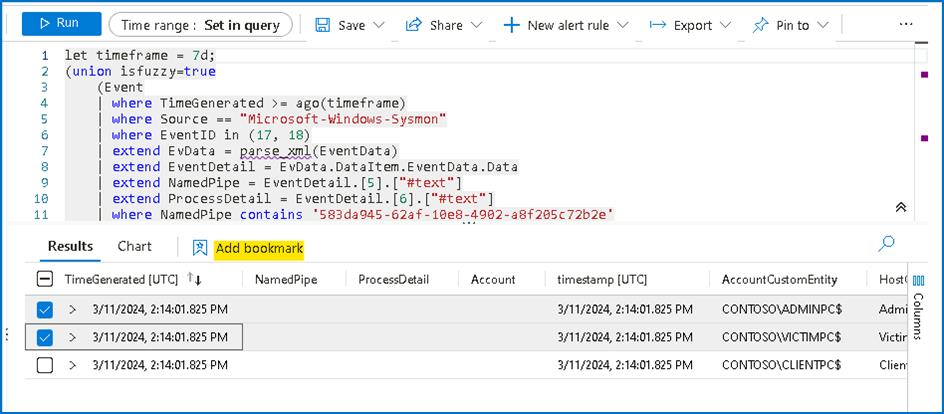 Run Time range : Set in query Save Share New alert rule Export Pin to ...
1 let timeframe = 7d;
2 (union isfuzzy=true
3 (Event
4 | where TimeGenerated >= ago(timeframe)
5 | where Source == "Microsoft-Windows-Sysmon"
6 | where EventID in (17, 18)
7 | extend EvData = parse_xml(EventData)
8 | extend EventDetail = EvData.DataItem.EventData.Data
9 | extend NamedPipe = EventDetail.[5].["#text"]
10 | extend ProcessDetail = EventDetail.[6].["#text"]
11 | where NamedPipe contains '583da945-62af-10e8-4902-a8f205c72b2e'
Results Chart Add bookmark
TimeGenerated [UTC] NamedPipe ProcessDetail Account timestamp [UTC] AccountCustomEntity HostC
3/11/2024, 2:14:01.825 PM 3/11/2024, 2:14:01.825 PM CONTOSO\ADMINPC$ Admi
3/11/2024, 2:14:01.825 PM 3/11/2024, 2:14:01.825 PM CONTOSO\VICTIMPC$ Victin
3/11/2024, 2:14:01.825 PM 3/11/2024, 2:14:01.825 PM CONTOSO\CLIENTPC$ Clien
Columns